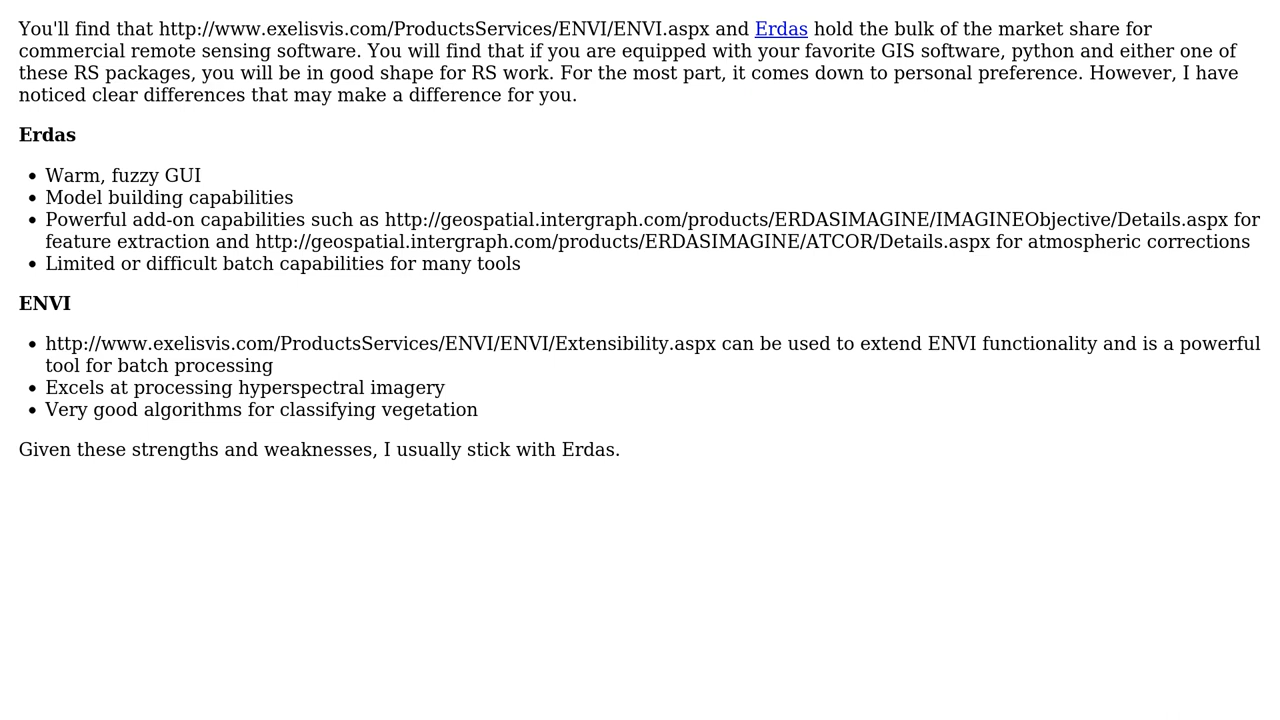 You'll find that http://www.exelisvis.com/ProductsServices/ENVI/ENVI.aspx and Erdas hold the bulk of the market share for
commercial remote sensing software. You will find that if you are equipped with your favorite GIS software, python and either one of
these RS packages, you will be in good shape for RS work. For the most part, it comes down to personal preference. However, I have
noticed clear differences that may make a difference for you.
Erdas
• Warm, fuzzy GUI
• Model building capabilities
• Powerful add-on capabilities such as http://geospatial.intergraph.com/products/ERDASIMAGINE/IMAGINEObjective/Details.aspx for
feature extraction and http://geospatial.intergraph.com/products/ERDASIMAGINE/ATCOR/Details.aspx for atmospheric corrections
• Limited or difficult batch capabilities for many tools
ENVI
• http://www.exelisvis.com/ProductsServices/ENVI/ENVI/Extensibility.aspx can be used to extend ENVI functionality and is a powerful
tool for batch processing
• Excels at processing hyperspectral imagery
• Very good algorithms for classifying vegetation
Given these strengths and weaknesses, I usually stick with Erdas.